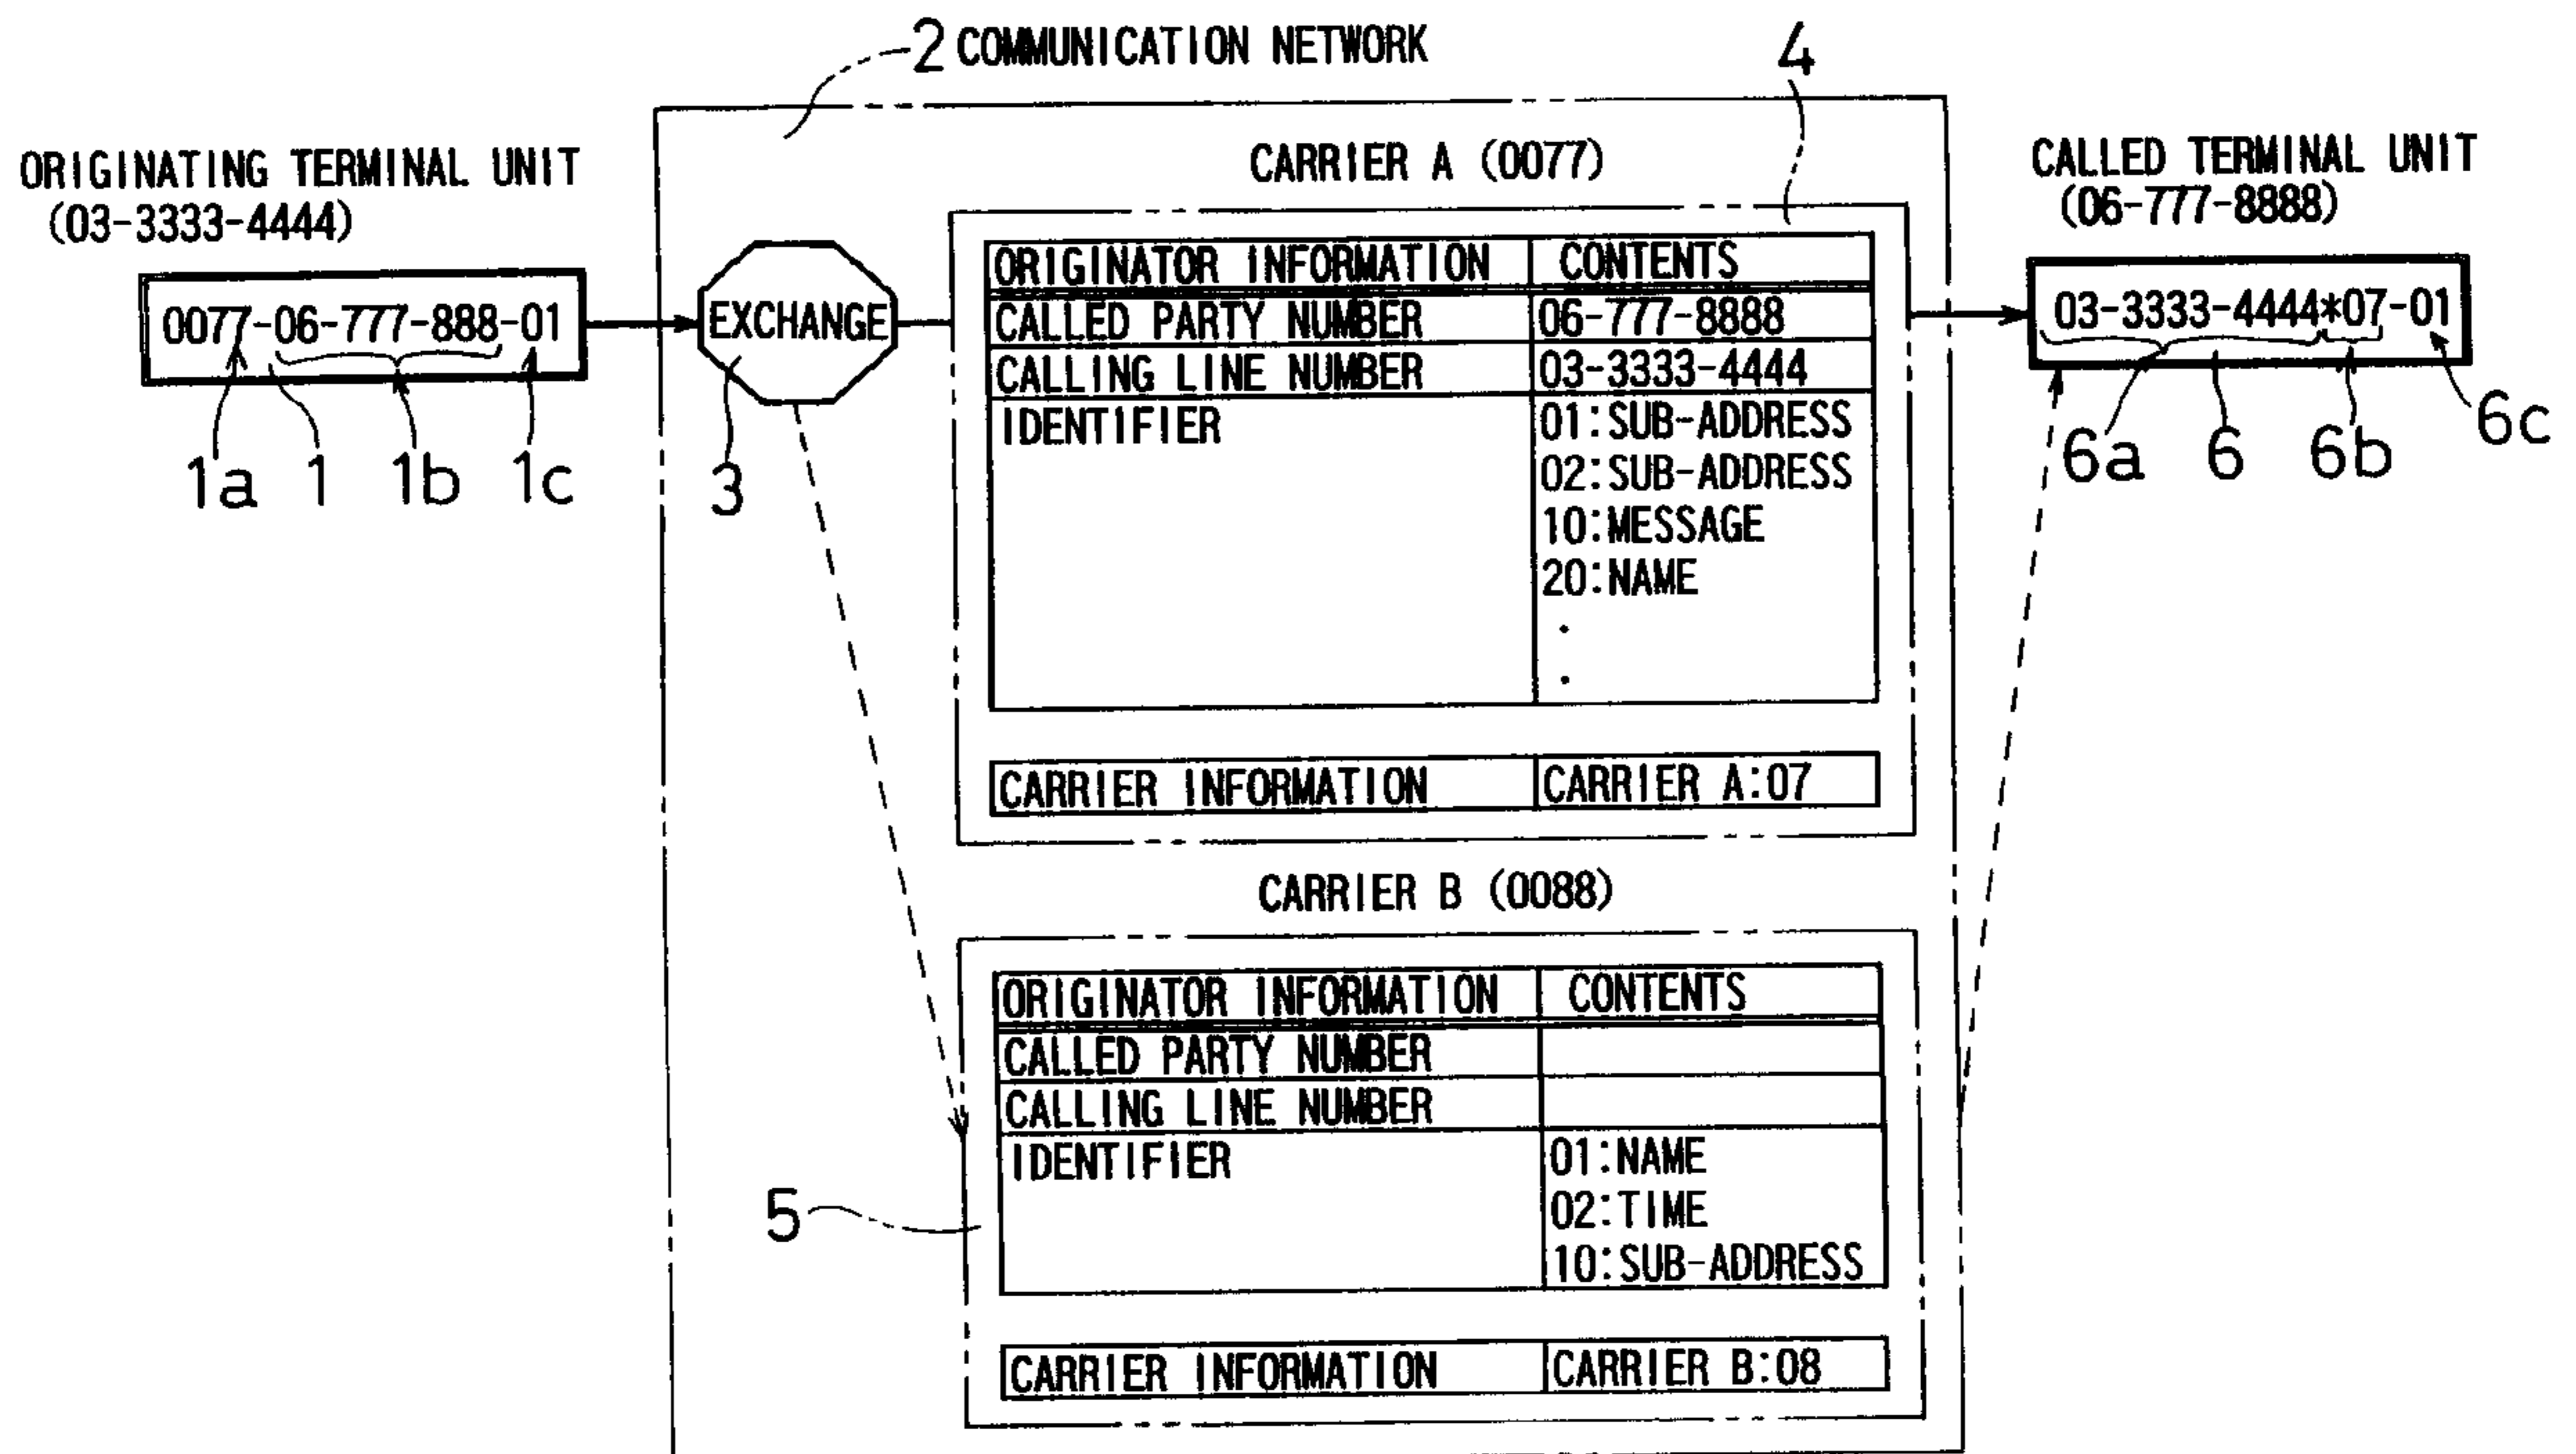 2 COMMUNICATION NETWORK
4
ORIGINATING TERMINAL UNIT
(03-3333-4444)
CARRIER A (0077)
CALLED TERMINAL UNIT
(06-777-8888)
0077-06-777-888-01
1a 1 1b 1c
EXCHANGE
3
ORIGINATOR INFORMATION CONTENTS
CALLED PARTY NUMBER 06-777-8888
CALLING LINE NUMBER 03-3333-4444
IDENTIFIER 01:SUB-ADDRESS
02:SUB-ADDRESS
10:MESSAGE
20:NAME
.
.
CARRIER INFORMATION CARRIER A:07
03-3333-4444*07-01
6a 6 6b 6c
CARRIER B (0088)
ORIGINATOR INFORMATION CONTENTS
CALLED PARTY NUMBER
CALLING LINE NUMBER
IDENTIFIER 01:NAME
02:TIME
10:SUB-ADDRESS
5
CARRIER INFORMATION CARRIER B:08